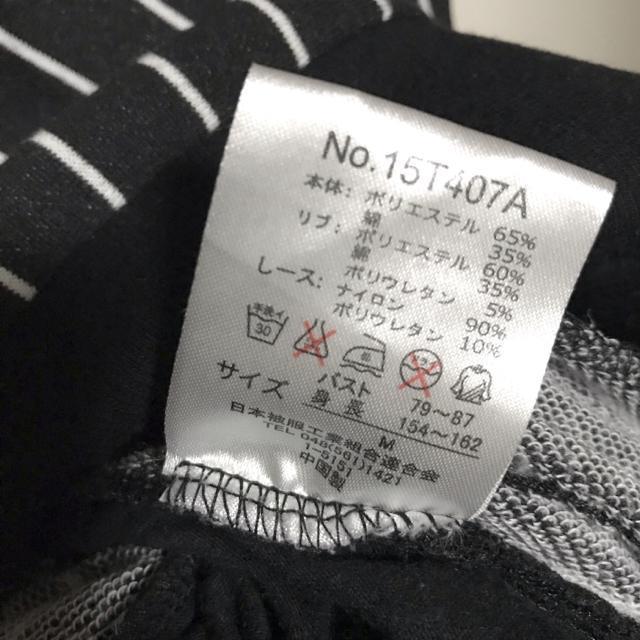 No.15T407A
本体: ポリエステル 65%
綿 35%
リブ: ポリエステル 60%
綿 35%
ポリウレタン 5%
レース: ナイロン 90%
ポリウレタン 10%
手洗イ
30
サイズ M
バスト 79~87
身長 154~162
日本被服工業組合連合会
中国製